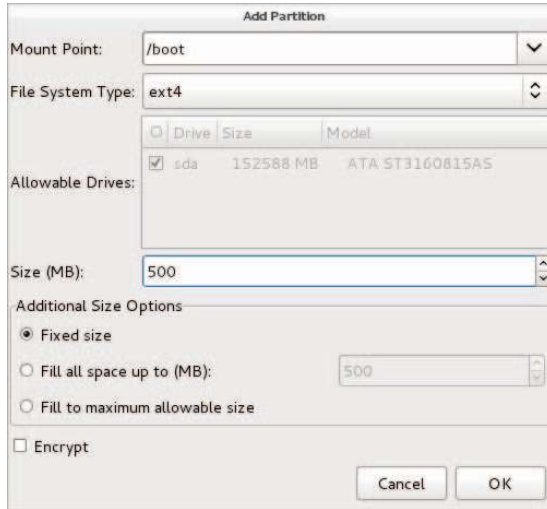 Add Partition
Mount Point: /boot
File System Type: ext4
Drive Size Model
sda 152588 MB ATA ST3160815AS
Allowable Drives:
Size (MB): 500
Additional Size Options
Fixed size
Fill all space up to (MB): 500
Fill to maximum allowable size
Encrypt
Cancel OK